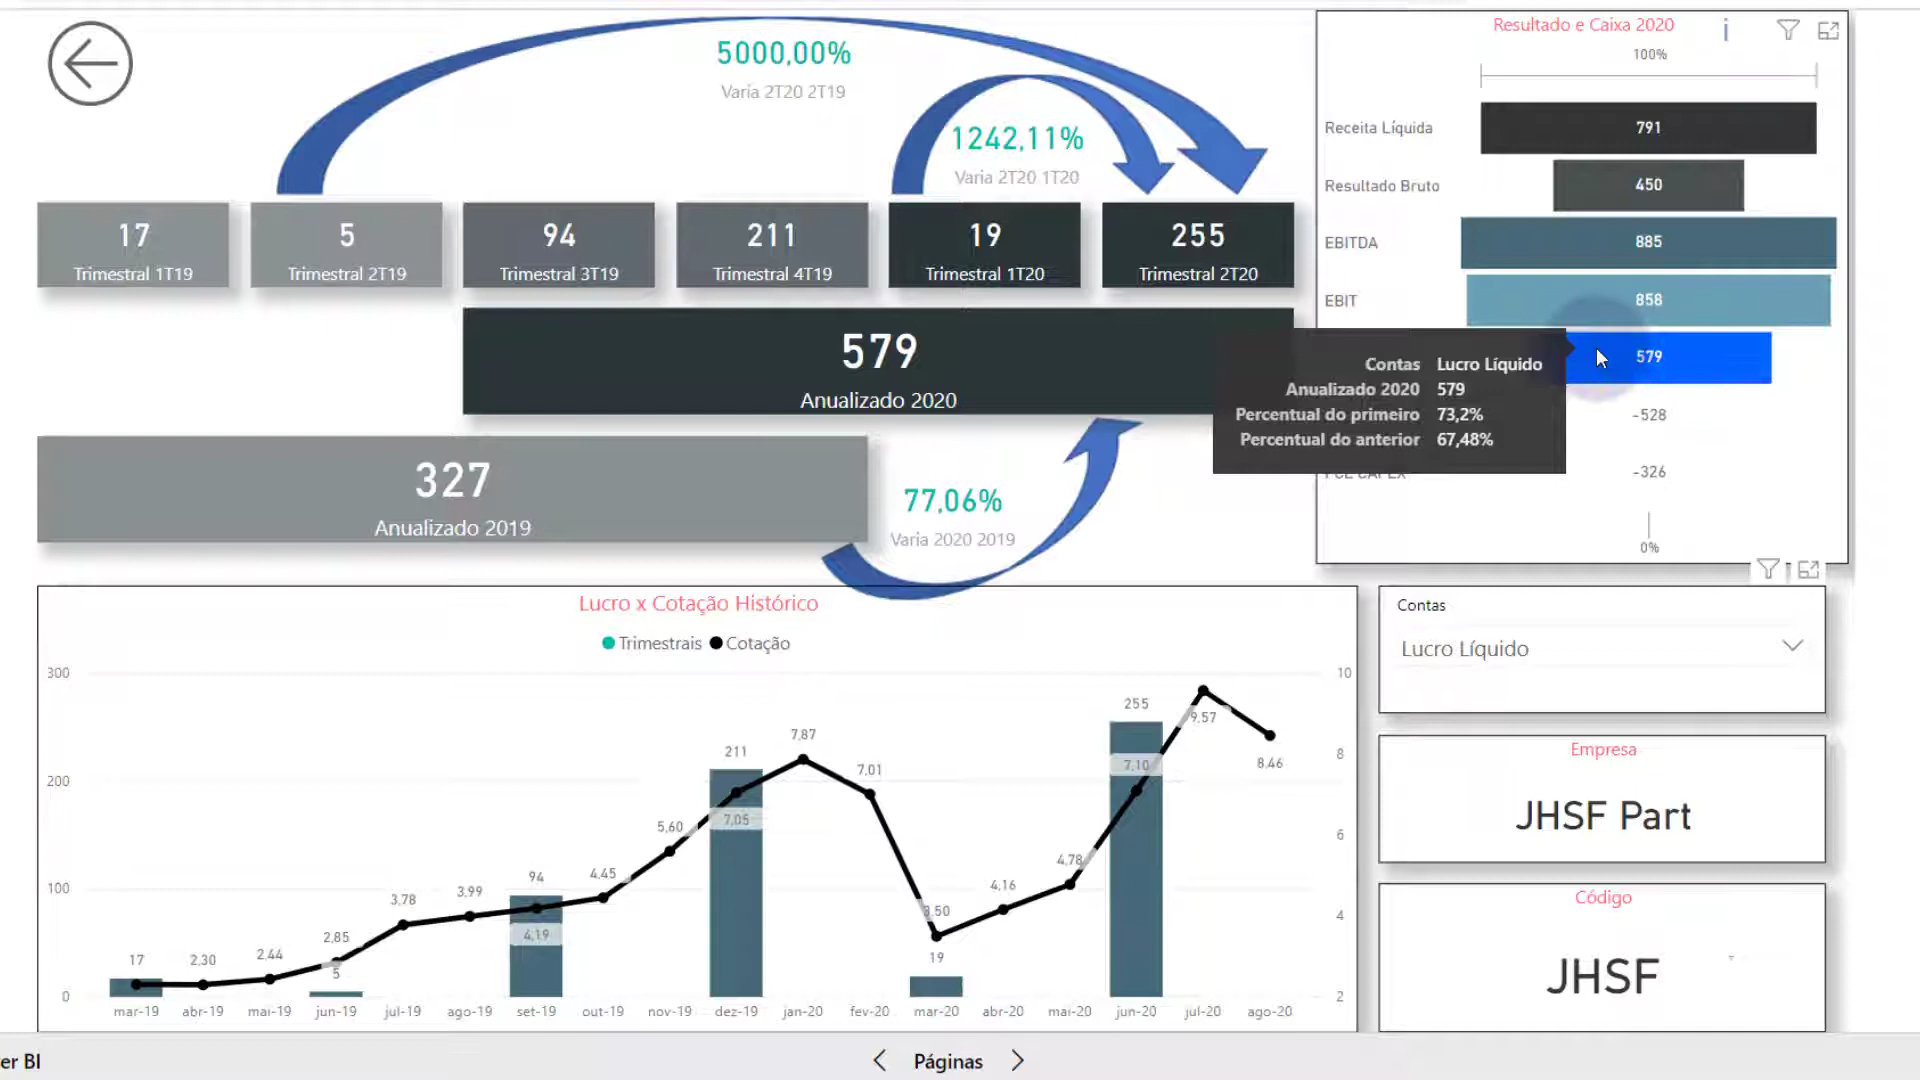 5000,00%
Varia 2T20 2T19
1242,11%
Varia 2T20 1T20
17
Trimestral 1T19
5
Trimestral 2T19
94
Trimestral 3T19
211
Trimestral 4T19
19
Trimestral 1T20
255
Trimestral 2T20
579
Anualizado 2020
327
Anualizado 2019
77,06%
Varia 2020 2019
Resultado e Caixa 2020
100%
Receita Líquida 791
Resultado Bruto 450
EBITDA 885
EBIT 858
579
-528
-326
0%
Contas Lucro Líquido
Anualizado 2020 579
Percentual do primeiro 73,2%
Percentual do anterior 67,48%
Lucro x Cotação Histórico
Trimestrais Cotação
300
200
100
0
10
8
6
4
2
17
2,30
2,44
2,85
5
3,78
3,99
94
4,19
4,45
5,60
211
7,05
7,87
7,01
3,50
19
4,16
4,78
255
7,10
9,57
8,46
mar-19 abr-19 mai-19 jun-19 jul-19 ago-19 set-19 out-19 nov-19 dez-19 jan-20 fev-20 mar-20 abr-20 mai-20 jun-20 jul-20 ago-20
Contas
Lucro Líquido
Empresa
JHSF Part
Código
JHSF
er BI
Páginas